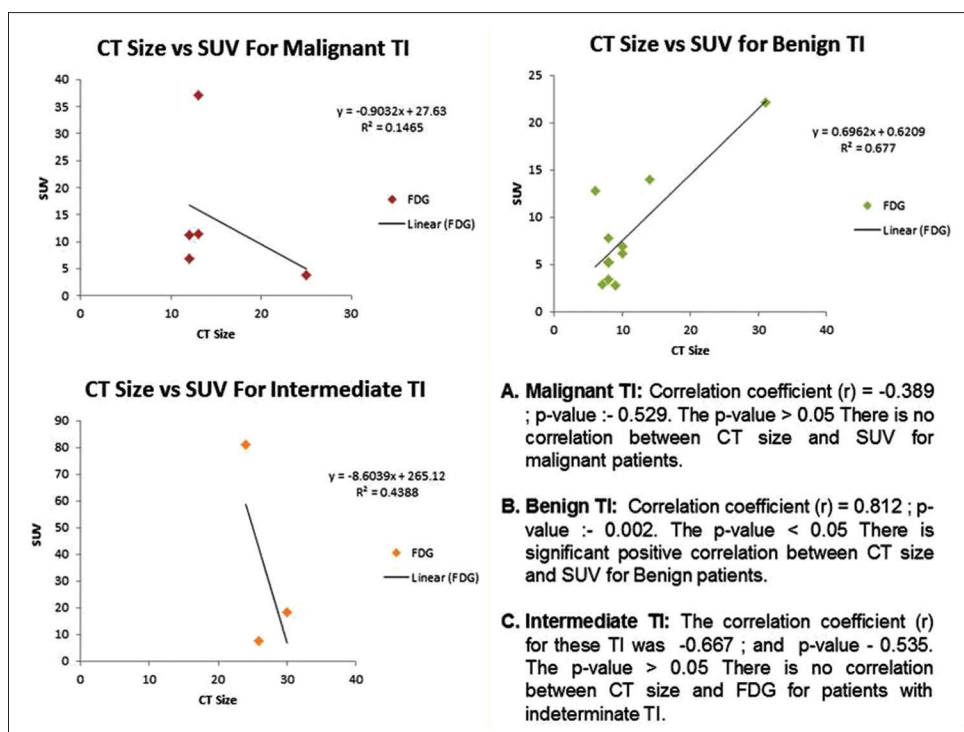 CT Size vs SUV For Malignant TI
40
35
30
25
20
15
10
5
0
SUV
0
10
20
30
CT Size
y = -0.9032x + 27.63
R² = 0.1465
FDG
Linear (FDG)
CT Size vs SUV for Benign TI
25
20
15
10
5
0
SUV
0
10
20
30
40
CT Size
y = 0.6962x + 0.6209
R² = 0.677
FDG
Linear (FDG)
CT Size vs SUV For Intermediate TI
90
80
70
60
50
40
30
20
10
0
SUV
0
10
20
30
40
CT Size
y = -8.6039x + 265.12
R² = 0.4388
FDG
Linear (FDG)
A. Malignant TI: Correlation coefficient (r) = -0.389
; p-value :- 0.529. The p-value > 0.05 There is no
correlation between CT size and SUV for
malignant patients.
B. Benign TI: Correlation coefficient (r) = 0.812 ; p-
value :- 0.002. The p-value < 0.05 There is
significant positive correlation between CT size
and SUV for Benign patients.
C. Intermediate TI: The correlation coefficient (r)
for these TI was -0.667 ; and p-value - 0.535.
The p-value > 0.05 There is no correlation
between CT size and FDG for patients with
indeterminate TI.